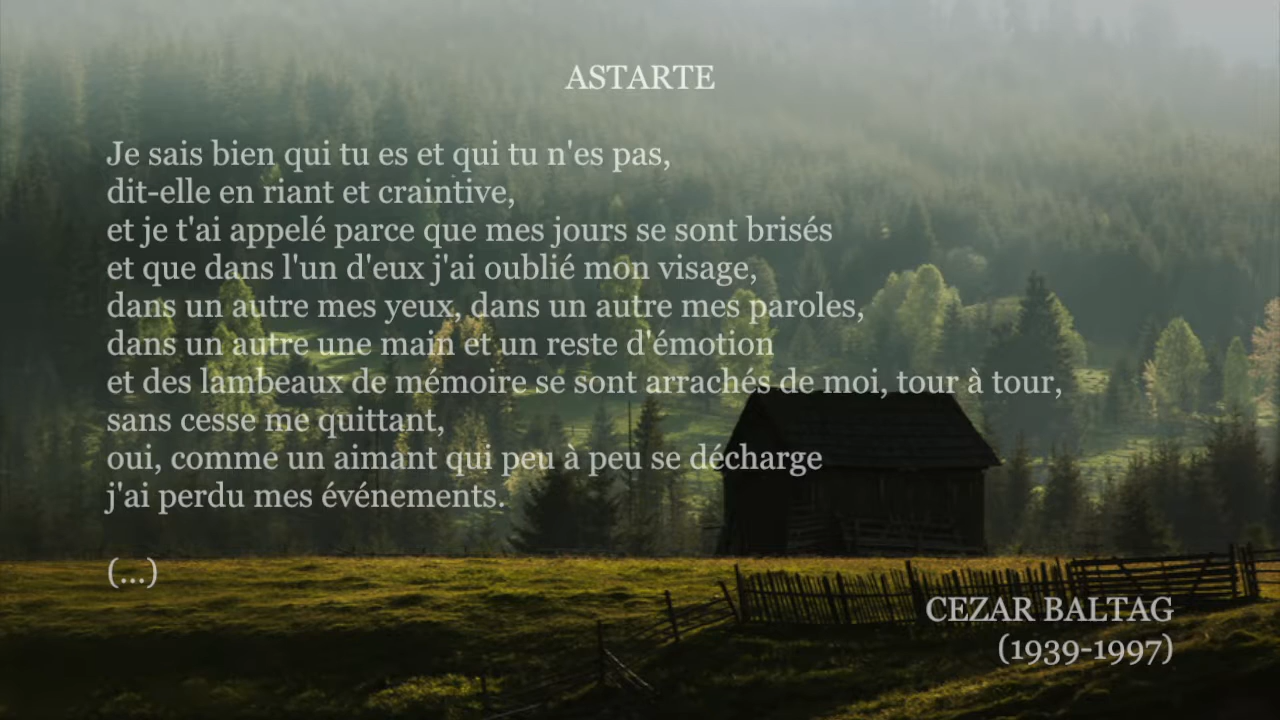 ASTARTE
Je sais bien qui tu es et qui tu n'es pas,
dit-elle en riant et craintive,
et je t'ai appelé parce que mes jours se sont brisés
et que dans l'un d'eux j'ai oublié mon visage,
dans un autre mes yeux, dans un autre mes paroles,
dans un autre une main et un reste d'émotion
et des lambeaux de mémoire se sont arrachés de moi, tour à tour,
sans cesse me quittant,
oui, comme un aimant qui peu à peu se décharge
j'ai perdu mes événements.
(...)
CEZAR BALTAG
(1939-1997)